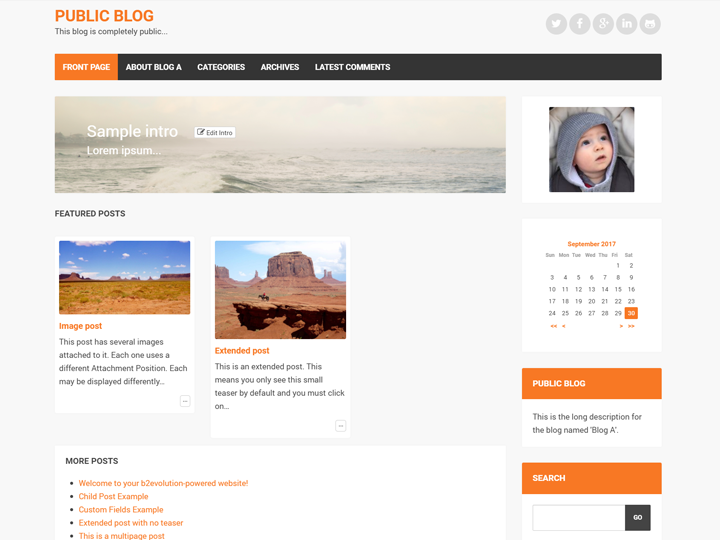 PUBLIC BLOG
This blog is completely public...
FRONT PAGE ABOUT BLOG A CATEGORIES ARCHIVES LATEST COMMENTS
Sample intro Edit Intro
Lorem ipsum...
FEATURED POSTS
Image post
This post has several images
attached to it. Each one uses a
different Attachment Position. Each
may be displayed differently...
...
Extended post
This is an extended post. This
means you only see this small
teaser by default and you must click
on...
...
MORE POSTS
Welcome to your b2evolution-powered website!
Child Post Example
Custom Fields Example
Extended post with no teaser
This is a multipage post
September 2017
Sun Mon Tue Wed Thu Fri Sat
1 2
3 4 5 6 7 8 9
10 11 12 13 14 15 16
17 18 19 20 21 22 23
24 25 26 27 28 29 30
<< < > >>
PUBLIC BLOG
This is the long description for
the blog named 'Blog A'.
SEARCH
GO